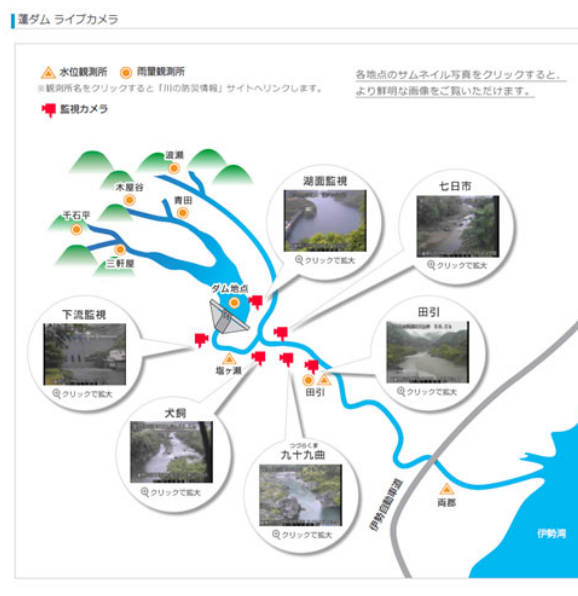 蓮ダム ライブカメラ
水位観測所 雨量観測所
※観測所名をクリックすると「川の防災情報」サイトへリンクします。
監視カメラ
各地点のサムネイル写真をクリックすると、
より鮮明な画像をご覧いただけます。
波瀬
木屋谷
青田
千石平
三軒屋
湖面監視
クリックで拡大
七日市
クリックで拡大
ダム地点
下流監視
クリックで拡大
塩ヶ瀬
田引
クリックで拡大
田引
犬飼
クリックで拡大
つづらくま
九十九曲
クリックで拡大
伊勢自動車道
両郡
伊勢湾